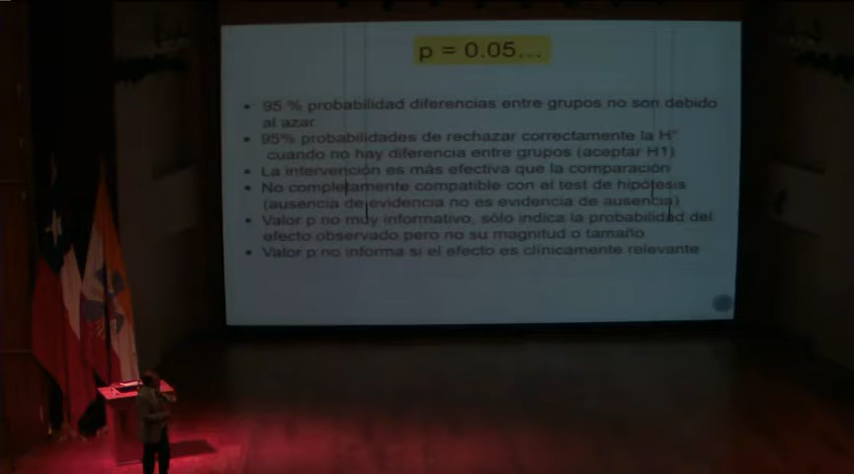 p = 0.05...
• 95 % probabilidad diferencias entre grupos no son debido
al azar
• 95% probabilidades de rechazar correctamente la H°
cuando no hay diferencia entre grupos (aceptar H1)
• La intervención es más efectiva que la comparación
• No completamente compatible con el test de hipótesis
(ausencia de evidencia no es evidencia de ausencia)
• Valor p no muy informativo, sólo indica la probabilidad del
efecto observado pero no su magnitud o tamaño
• Valor p no informa si el efecto es clínicamente relevante